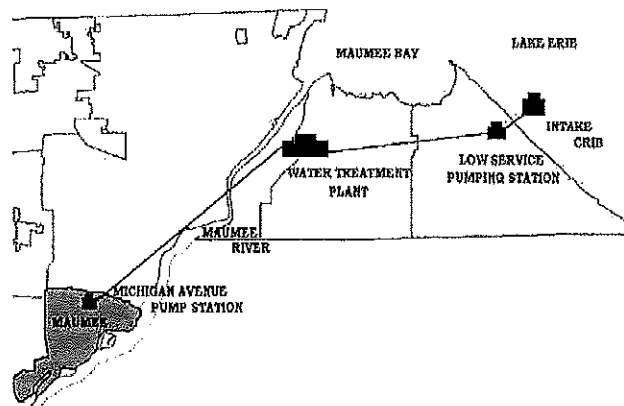 MAUMEE BAY
LAKE ERIE
INTAKE
CRIB
LOW SERVICE
PUMPING STATION
WATER TREATMENT
PLANT
MAUMEE
RIVER
MICHIGAN AVENUE
PUMP STATION
MAUMEE